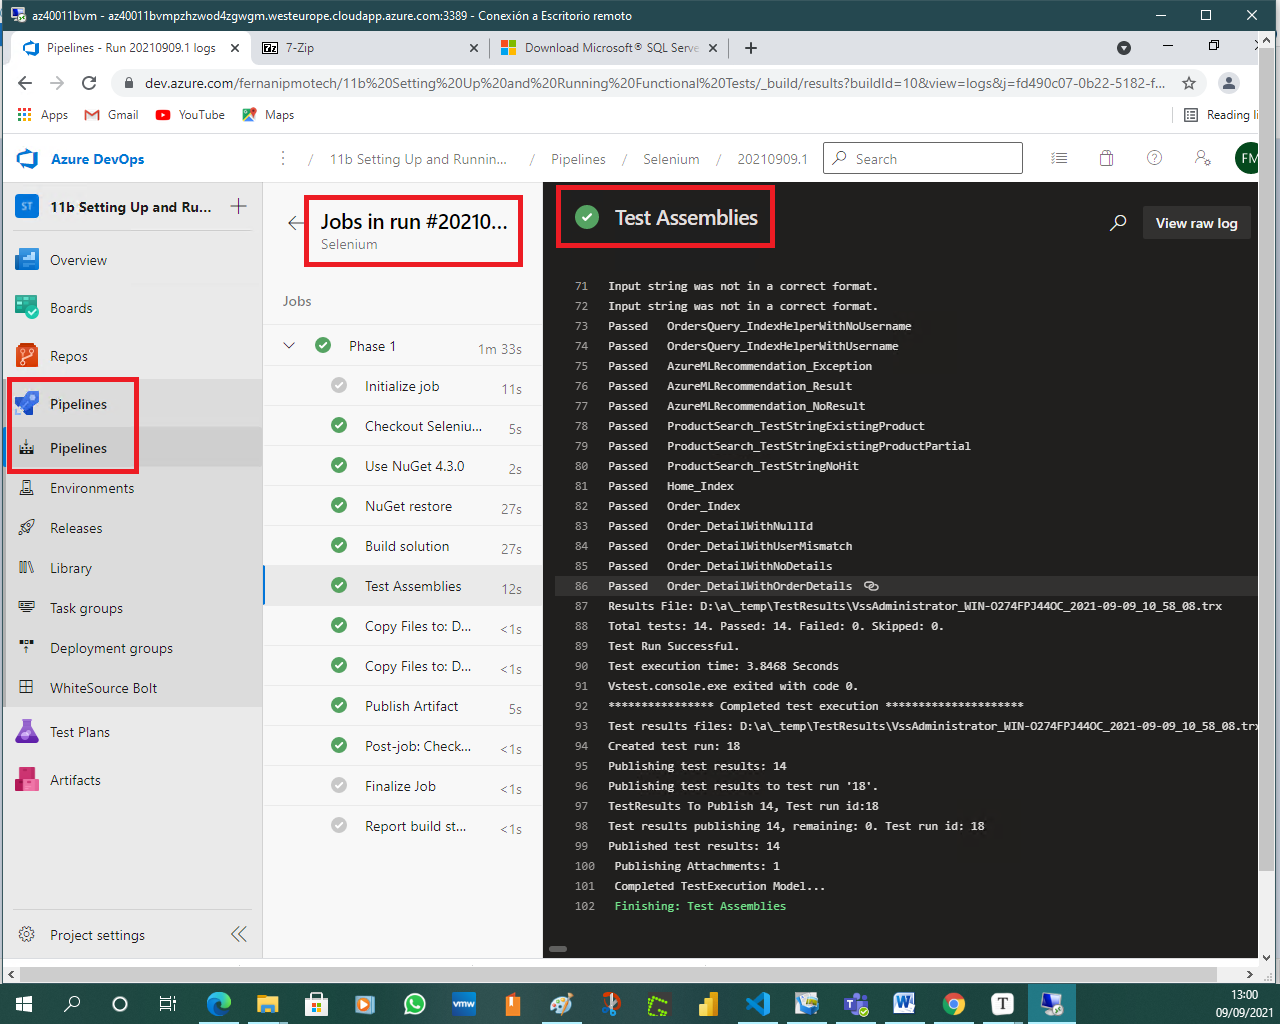 az40011bvm - az40011bvmpzhzwod4zgwgm.westeurope.cloudapp.azure.com:3389 - Conexión a Escritorio remoto
Pipelines - Run 20210909.1 logs
7-Zip
Download Microsoft® SQL Serve
dev.azure.com/fernanipmotech/11b%20Setting%20Up%20and%20Running%20Functional%20Tests/_build/results?buildId=10&view=logs&j=fd490c07-0b22-5182-f...
Apps
Gmail
YouTube
Maps
Reading li
Azure DevOps
/ 11b Setting Up and Runnin... / Pipelines / Selenium / 20210909.1
Search
FM
ST
11b Setting Up and Ru...
Overview
Boards
Repos
Pipelines
Pipelines
Environments
Releases
Library
Task groups
Deployment groups
WhiteSource Bolt
Test Plans
Artifacts
Project settings
Jobs in run #20210...
Selenium
Jobs
Phase 1 1m 33s
Initialize job 11s
Checkout Seleniu... 5s
Use NuGet 4.3.0 2s
NuGet restore 27s
Build solution 27s
Test Assemblies 12s
Copy Files to: D... <1s
Copy Files to: D... <1s
Publish Artifact 5s
Post-job: Check... <1s
Finalize Job <1s
Report build st... <1s
Test Assemblies
View raw log
71 Input string was not in a correct format.
72 Input string was not in a correct format.
73 Passed OrdersQuery_IndexHelperWithNoUsername
74 Passed OrdersQuery_IndexHelperWithUsername
75 Passed AzureMLRecommendation_Exception
76 Passed AzureMLRecommendation_Result
77 Passed AzureMLRecommendation_NoResult
78 Passed ProductSearch_TestStringExistingProduct
79 Passed ProductSearch_TestStringExistingProductPartial
80 Passed ProductSearch_TestStringNoHit
81 Passed Home_Index
82 Passed Order_Index
83 Passed Order_DetailWithNullId
84 Passed Order_DetailWithUserMismatch
85 Passed Order_DetailWithNoDetails
86 Passed Order_DetailWithOrderDetails
87 Results File: D:\a\_temp\TestResults\VssAdministrator_WIN-O274FPJ44OC_2021-09-09_10_58_08.trx
88 Total tests: 14. Passed: 14. Failed: 0. Skipped: 0.
89 Test Run Successful.
90 Test execution time: 3.8468 Seconds
91 Vstest.console.exe exited with code 0.
92 **************** Completed test execution *********************
93 Test results files: D:\a\_temp\TestResults\VssAdministrator_WIN-O274FPJ44OC_2021-09-09_10_58_08.trx
94 Created test run: 18
95 Publishing test results: 14
96 Publishing test results to test run '18'.
97 TestResults To Publish 14, Test run id:18
98 Test results publishing 14, remaining: 0. Test run id: 18
99 Published test results: 14
100 Publishing Attachments: 1
101 Completed TestExecution Model...
102 Finishing: Test Assemblies
vmw
T
13:00
09/09/2021